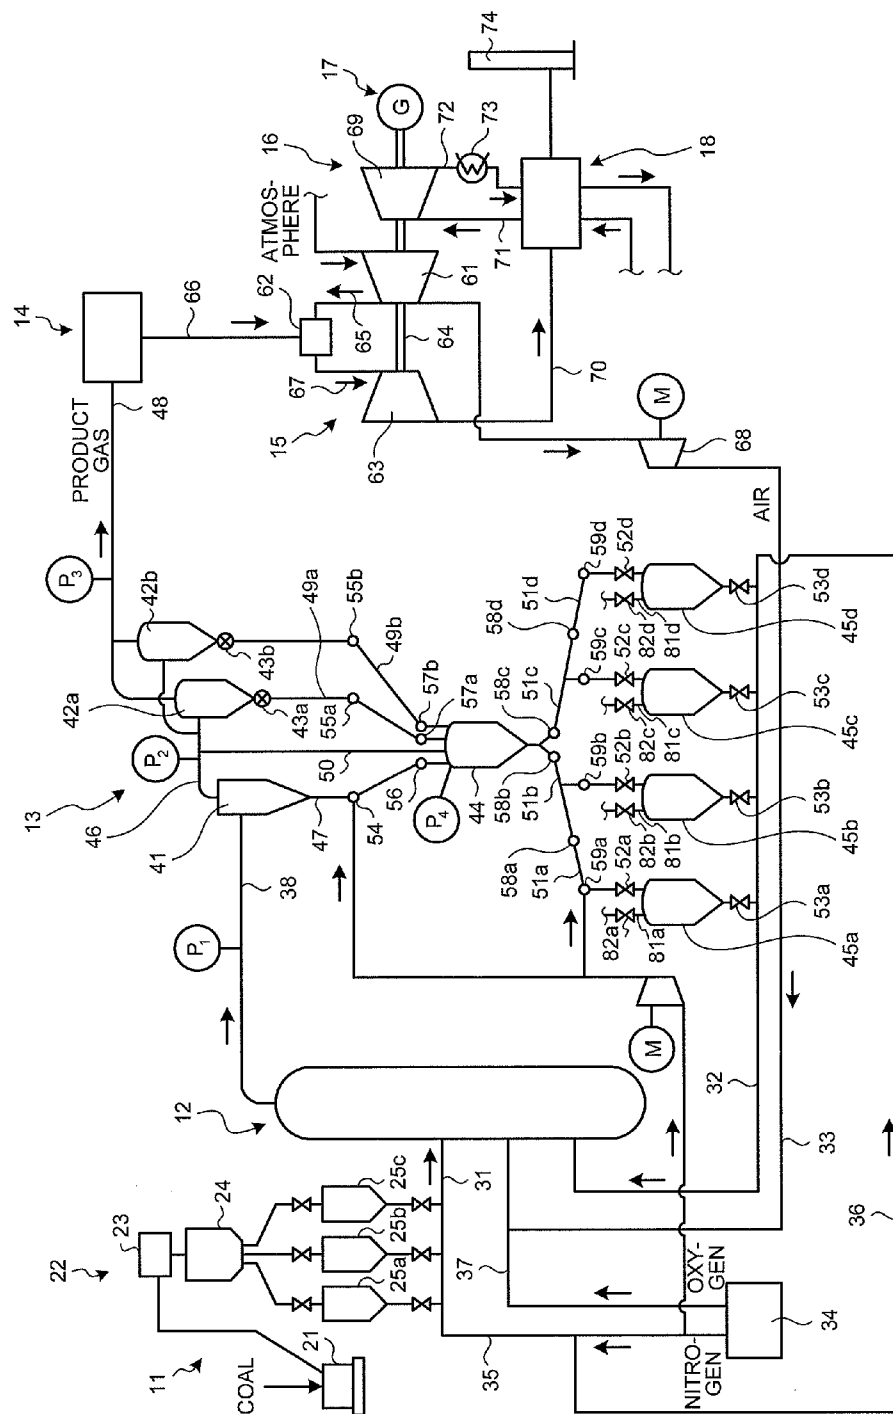 14
13
PRODUCT
GAS
66
P3
48
22
23
46
P2
42b
24
12
P1
41
42a
43b
11
COAL
21
25c
25b
25a
38
47
50
43a
49a
55b
15
67
62
65
ATMOS-
PHERE
16
17
54
55a
49b
57b
57a
56
P4
44
63
64
61
69
G
72
73
74
35
37
31
58b
51b
58c
51c
58d
51d
59d
70
71
18
58a
51a
59a
59b
59c
52a
52b
52c
52d
82a
81a
82b
81b
82c
81c
82d
81d
M
M
68
NITRO-
GEN
OXY-
GEN
32
53a
53b
53c
53d
AIR
34
33
45a
45b
45c
45d
36